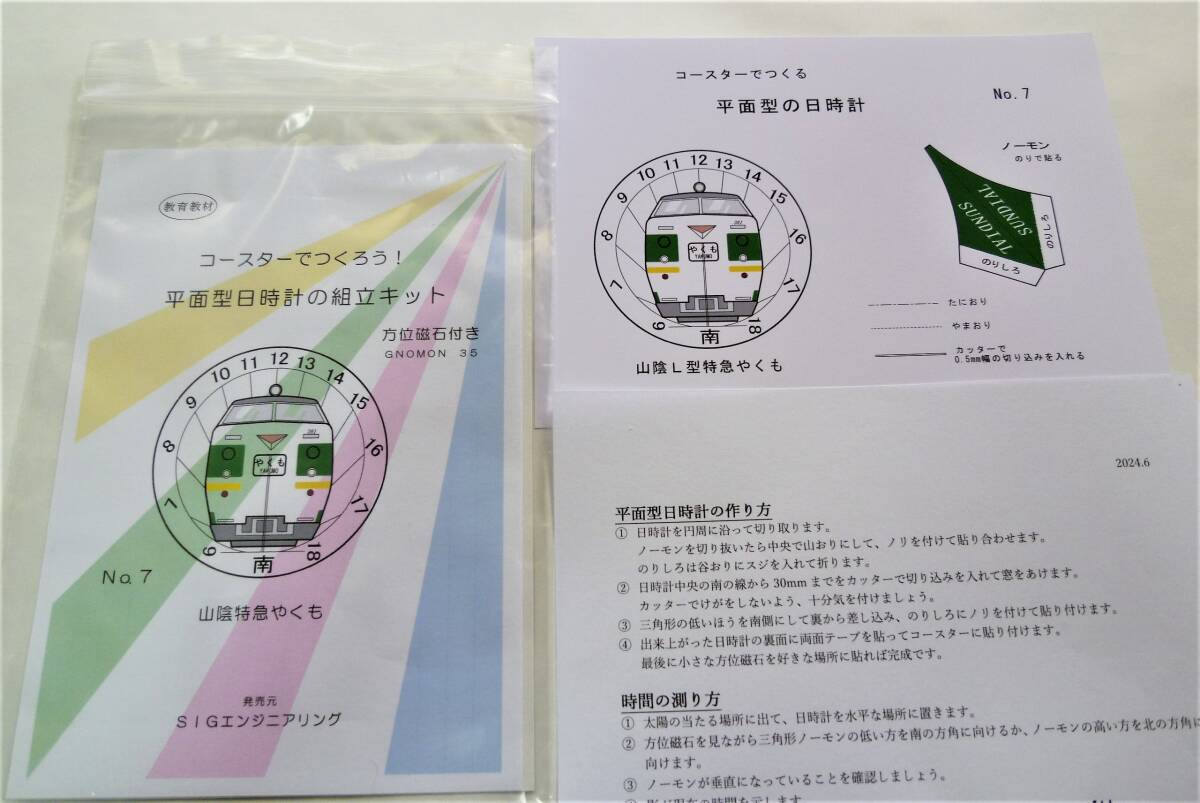 教育教材
コースターでつくろう！
平面型日時計の組立キット
方位磁石付き
GNOMON 35
6 7 8 9 10 11 12 13 14 15 16 17 18
081
やくも
YAKUMO
南
No.7
山陰特急やくも
発売元
SIGエンジニアリング
コースターでつくる
平面型の日時計
No.7
6 7 8 9 10 11 12 13 14 15 16 17 18
やくも
YAKUMO
南
山陰L型特急やくも
ノーモン
のりで貼る
SUNDIAL
SUNDIAL
のりしろ
のりしろ
たにおり
やまおり
カッターで
0.5mm幅の切り込みを入れる
2024.6
平面型日時計の作り方
① 日時計を円周に沿って切り取ります。
ノーモンを切り抜いたら中央で山おりにして、ノリを付けて貼り合わせます。
のりしろは谷おりにスジを入れて折ります。
② 日時計中央の南の線から30mmまでをカッターで切り込みを入れて窓をあけます。
カッターでけがをしないよう、十分気を付けましょう。
③ 三角形の低いほうを南側にして裏から差し込み、のりしろにノリを付けて貼り付けます。
④ 出来上がった日時計の裏面に両面テープを貼ってコースターに貼り付けます。
最後に小さな方位磁石を好きな場所に貼れば完成です。
時間の測り方
① 太陽の当たる場所に出て、日時計を水平な場所に置きます。
② 方位磁石を見ながら三角形ノーモンの低い方を南の方角に向けるか、ノーモンの高い方を北の方角に
向けます。
③ ノーモンが垂直になっていることを確認しましょう。
④ 影が現在の時間を示します。